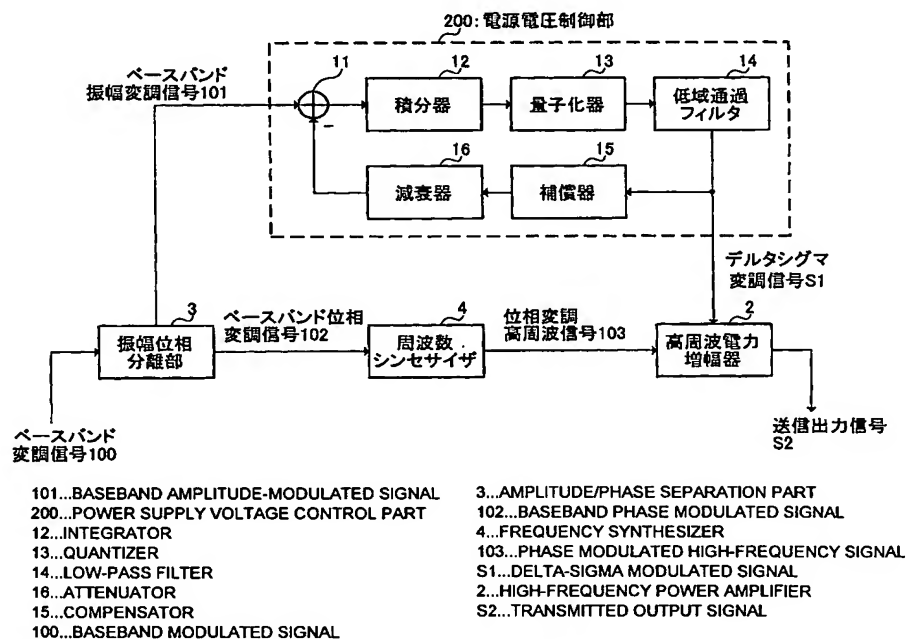 200:電源電圧制御部
ベースバンド
振幅変調信号101
11
12
13
14
積分器
量子化器
低域通過
フィルタ
-
16
15
減衰器
補償器
デルタシグマ
変調信号S1
3
ベースバンド位相
変調信号102
4
位相変調
高周波信号103
2
振幅位相
分離部
周波数
シンセサイザ
高周波電力
増幅器
ベースバンド
変調信号100
送信出力信号
S2
101...BASEBAND AMPLITUDE-MODULATED SIGNAL
200...POWER SUPPLY VOLTAGE CONTROL PART
12...INTEGRATOR
13...QUANTIZER
14...LOW-PASS FILTER
16...ATTENUATOR
15...COMPENSATOR
100...BASEBAND MODULATED SIGNAL
3...AMPLITUDE/PHASE SEPARATION PART
102...BASEBAND PHASE MODULATED SIGNAL
4...FREQUENCY SYNTHESIZER
103...PHASE MODULATED HIGH-FREQUENCY SIGNAL
S1...DELTA-SIGMA MODULATED SIGNAL
2...HIGH-FREQUENCY POWER AMPLIFIER
S2...TRANSMITTED OUTPUT SIGNAL